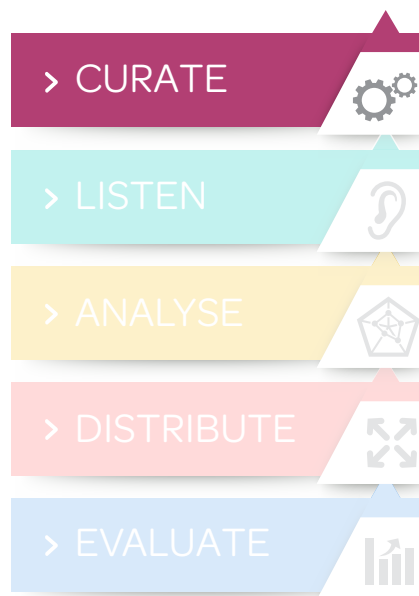 > CURATE
> LISTEN
> ANALYSE
> DISTRIBUTE
> EVALUATE